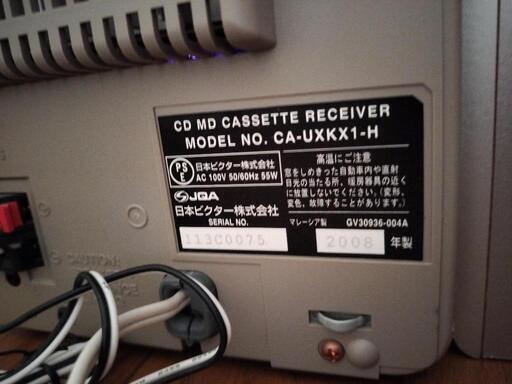 CD MD CASSETTE RECEIVER
MODEL NO. CA-UXKX1-H
PSE
日本ビクター株式会社
AC 100V 50/60Hz 55W
JQA
日本ビクター株式会社
SERIAL NO.
113C0075
高温にご注意
窓をしめきった自動車内や直射
目光の当たる所、暖房器具の近く
に放置しないでください。(変形、
変色、故障することがあります。)
マレーシア製 GV30936-004A
2008 年製
CAUTION: